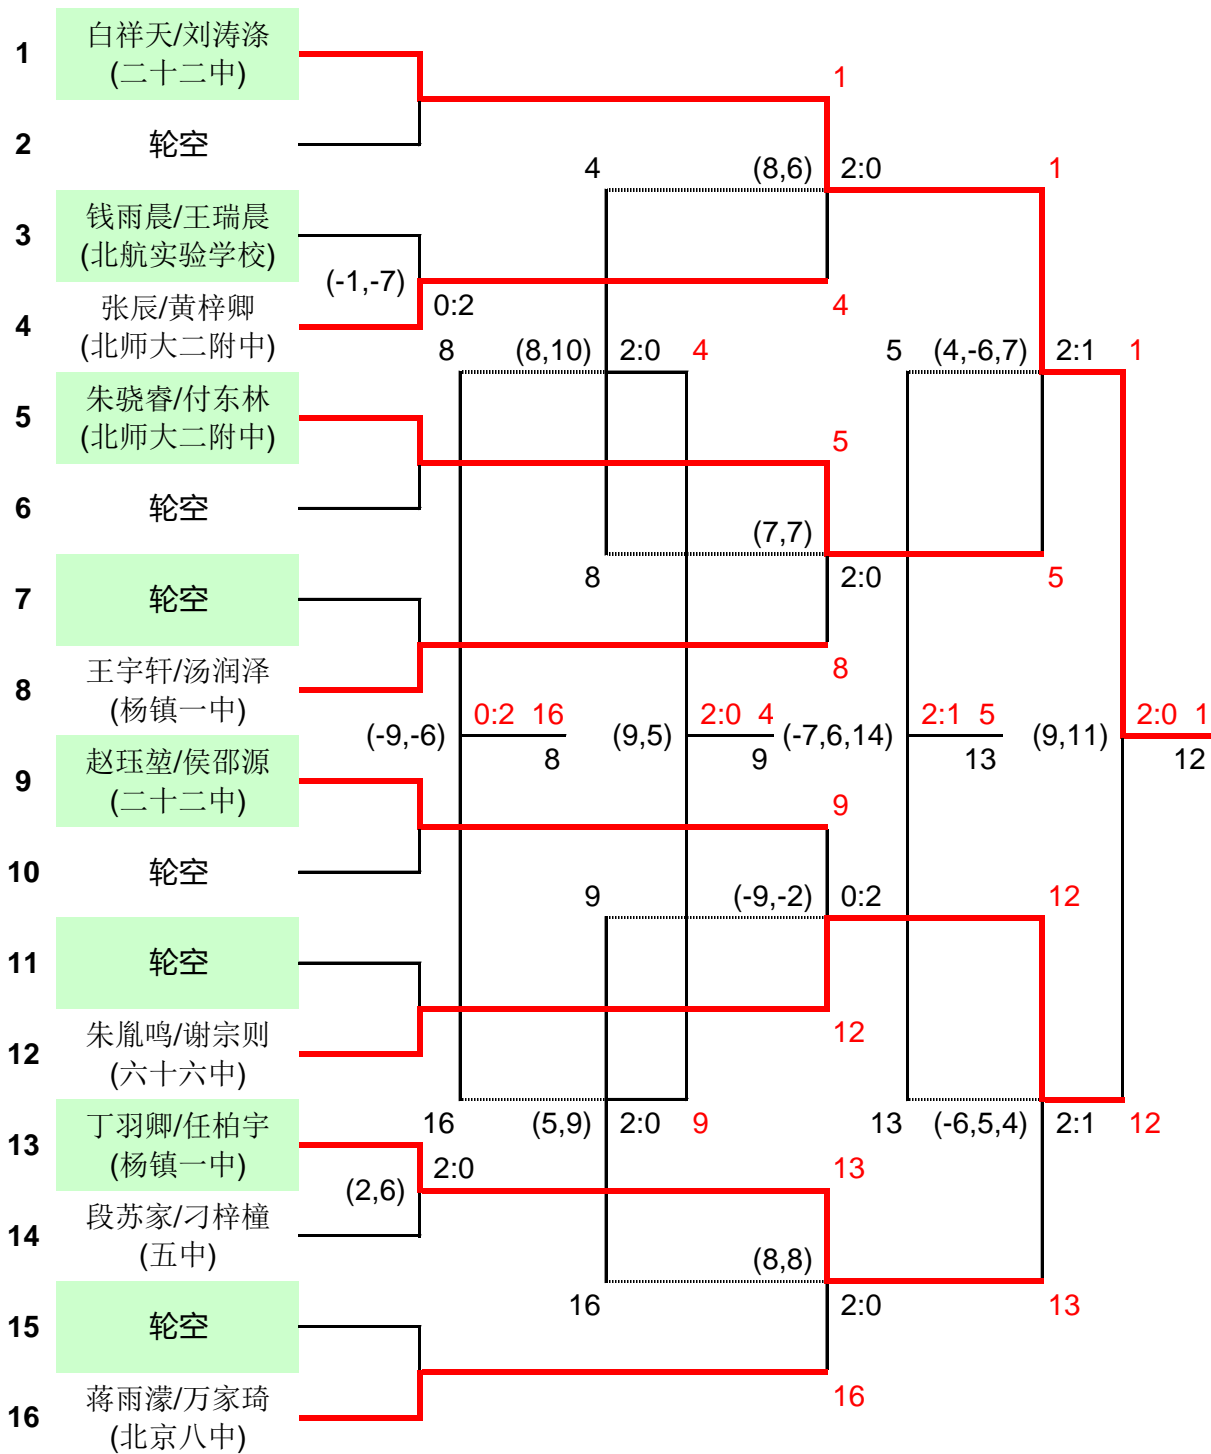 白祥天/刘涛涤
1
(二十二中)
1
2
轮空
4
(8,6)
2:0
1
钱雨晨/王瑞晨
3
(北航实验学校)
(-1,-7)
0:2
4
张辰/黄梓卿
4
(北师大二附中)
8
(8,10)
2:0
4
5
(4,-6,7)
2:1
1
朱骁睿/付东林
5
(北师大二附中)
5
6
轮空
(7,7)
8
2:0
5
7
轮空
王宇轩/汤润泽
8
8
(杨镇一中)
(-9,-6)
0:2 16
8
(9,5)
2:0 4
9
(-7,6,14)
2:1 5
13
(9,11)
2:0 1
12
赵珏堃/侯邵源
9
(二十二中)
9
10
轮空
9
(-9,-2)
0:2
12
11
轮空
朱胤鸣/谢宗则
12
12
(六十六中)
丁羽卿/任柏宇
16
(5,9)
2:0
9
13
(-6,5,4)
2:1
12
13
(杨镇一中)
2:0
13
(2,6)
段苏家/刁梓橦
14
(五中)
(8,8)
16
2:0
13
15
轮空
蒋雨濛/万家琦
16
16
(北京八中)